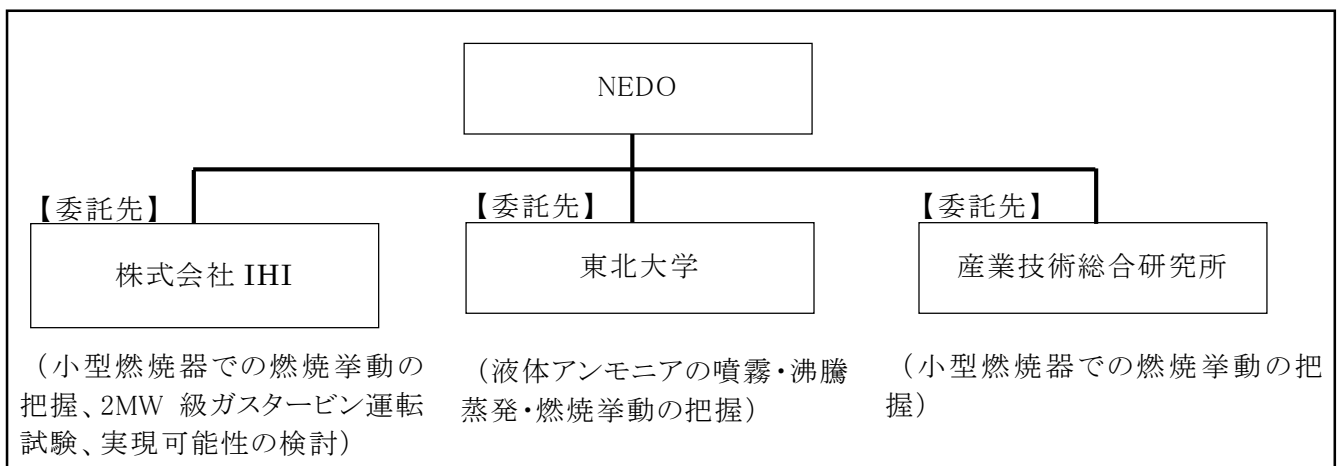 NEDO
【委託先】
株式会社 IHI
(小型燃焼器での燃焼挙動の
把握、2MW 級ガスタービン運転
試験、実現可能性の検討)
【委託先】
東北大学
(液体アンモニアの噴霧・沸騰
蒸発・燃焼挙動の把握)
【委託先】
産業技術総合研究所
(小型燃焼器での燃焼挙動の把
握)